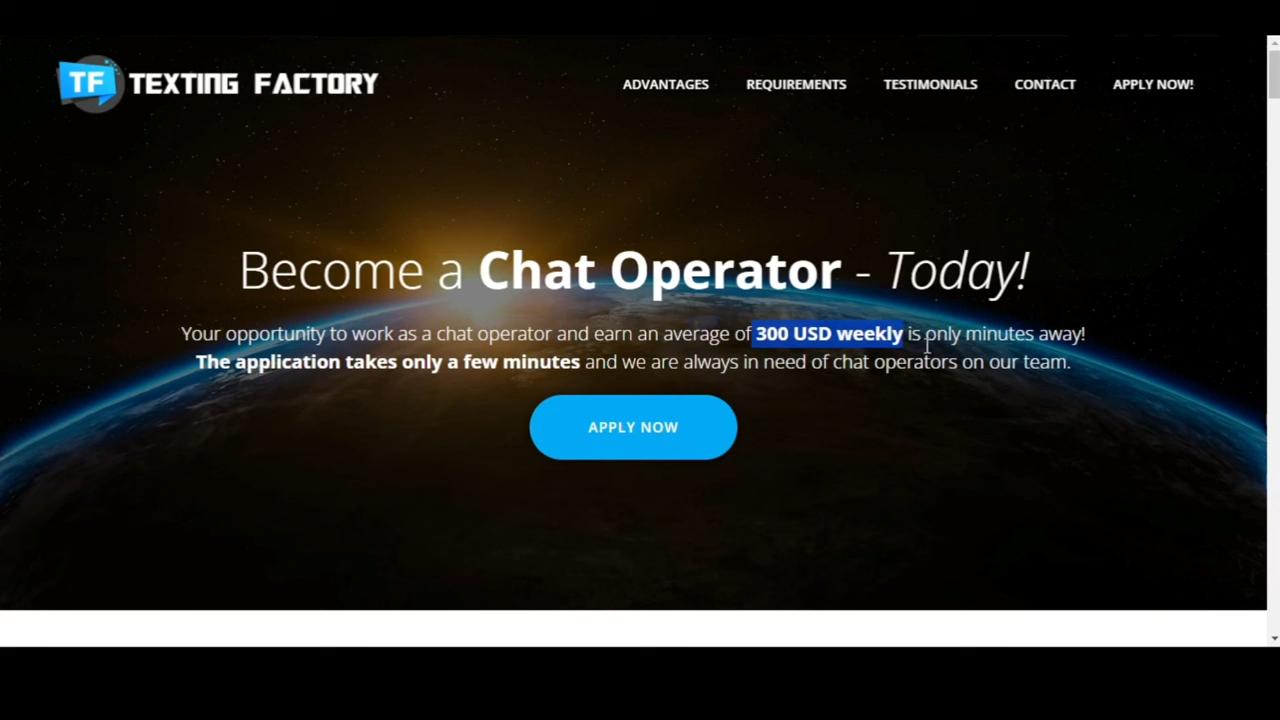 TF TEXTING FACTORY
ADVANTAGES REQUIREMENTS TESTIMONIALS CONTACT APPLY NOW!
Become a Chat Operator - Today!
Your opportunity to work as a chat operator and earn an average of 300 USD weekly is only minutes away!
The application takes only a few minutes and we are always in need of chat operators on our team.
APPLY NOW